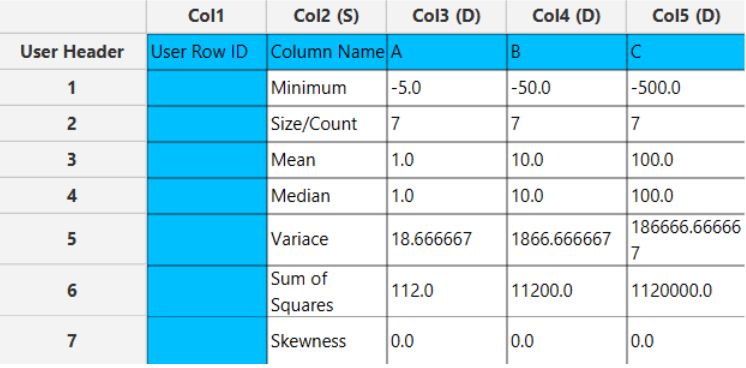 Col1 Col2 (S) Col3 (D) Col4 (D) Col5 (D)
User Header User Row ID Column Name A B C
1 Minimum -5.0 -50.0 -500.0
2 Size/Count 7 7 7
3 Mean 1.0 10.0 100.0
4 Median 1.0 10.0 100.0
5 Variace 18.666667 1866.666667 186666.66666
7
6 Sum of
Squares 112.0 11200.0 1120000.0
7 Skewness 0.0 0.0 0.0